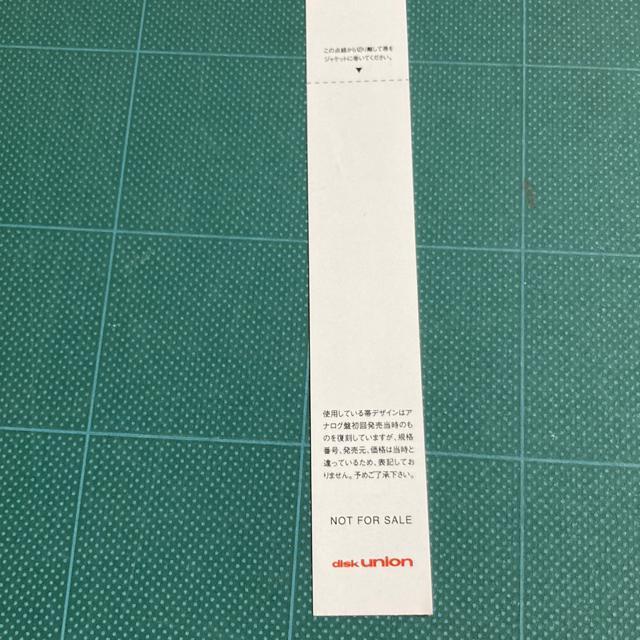 この点線から切り離して帯を
ジャケットに巻いてください。
▼
使用している帯デザインはア
ナログ盤初回発売当時のも
のを復刻していますが、規格
番号、発売元、価格は当時と
違っているため、表記してお
りません。予めご了承下さい。
NOT FOR SALE
disk union